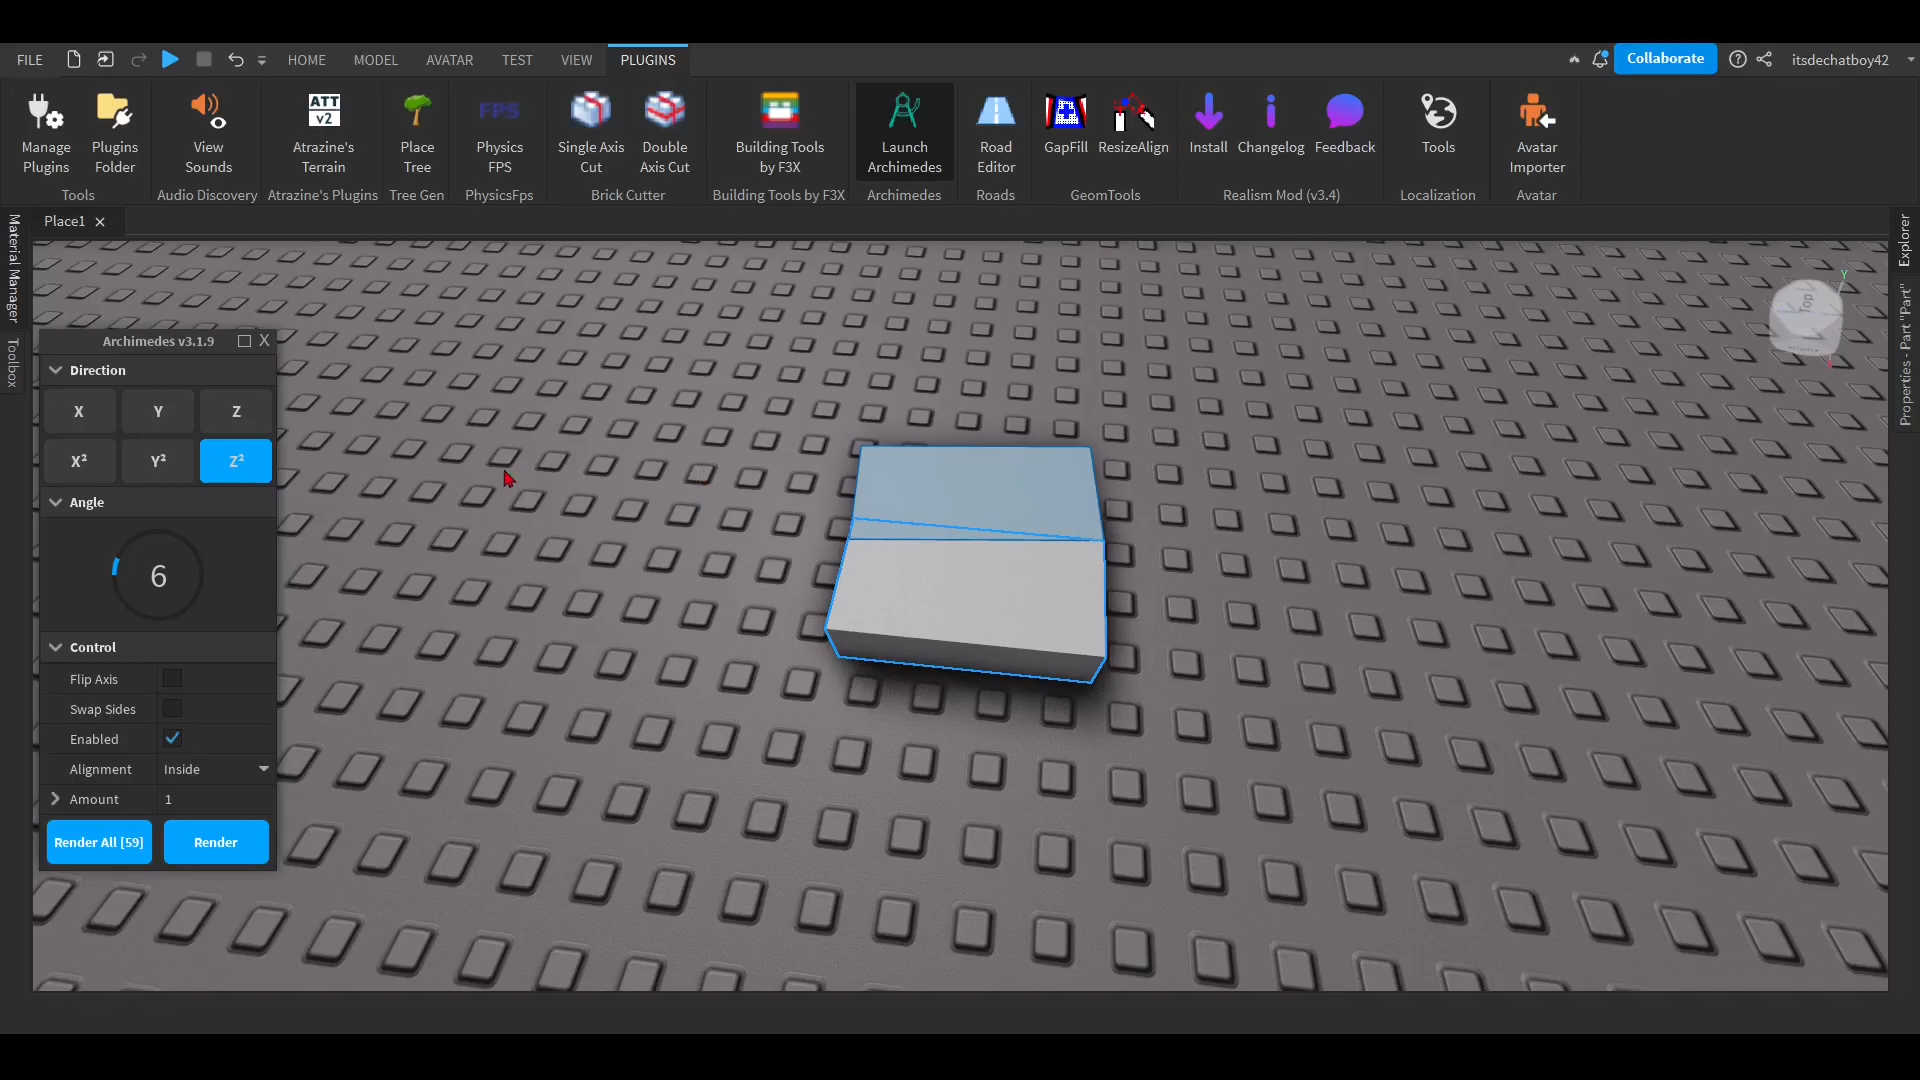 FILE HOME MODEL AVATAR TEST VIEW PLUGINS Collaborate itsdechatboy42
ATT v2 FPS
Manage Plugins
Plugins Folder
View Sounds
Atrazine's Terrain
Place Tree
Physics FPS
Single Axis Cut
Double Axis Cut
Building Tools by F3X
Launch Archimedes
Road Editor
GapFill
ResizeAlign
Install
Changelog
Feedback
Tools
Avatar Importer
Tools Audio Discovery Atrazine's Plugins Tree Gen PhysicsFps Brick Cutter Building Tools by F3X Archimedes Roads GeomTools Realism Mod (v3.4) Localization Avatar
Place1
Material Manager
Toolbox
Explorer
Properties - Part "Part"
Y
Top
Archimedes v3.1.9 X
Direction
X Y Z
X² Y² Z²
Angle
6
Control
Flip Axis
Swap Sides
Enabled
Alignment Inside
Amount 1
Render All [59] Render